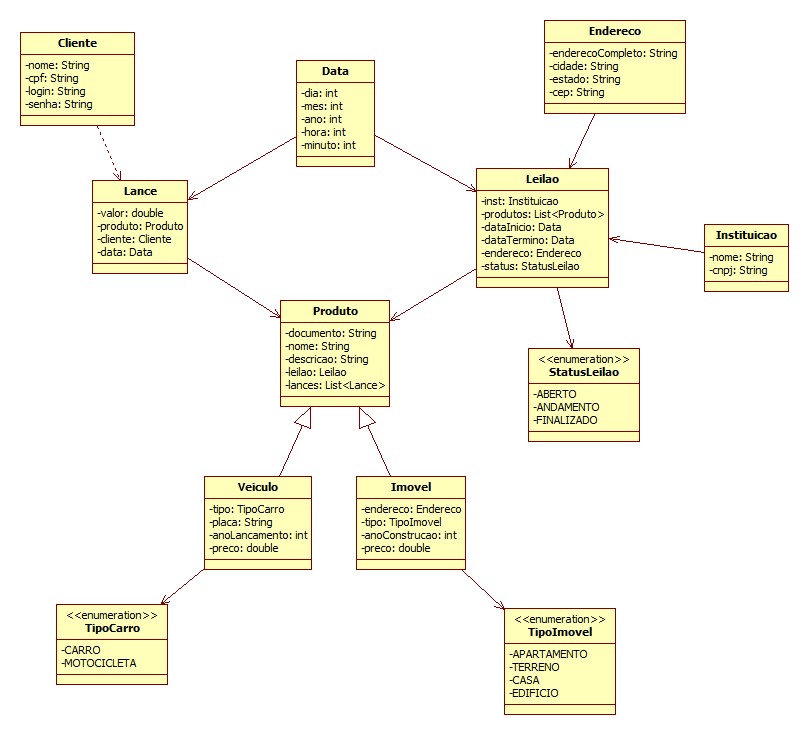 Cliente
-nome: String
-cpf: String
-login: String
-senha: String
Data
-dia: int
-mes: int
-ano: int
-hora: int
-minuto: int
Endereco
-enderecoCompleto: String
-cidade: String
-estado: String
-cep: String
Lance
-valor: double
-produto: Produto
-cliente: Cliente
-data: Data
Leilao
-inst: Instituicao
-produtos: List<Produto>
-dataInicio: Data
-dataTermino: Data
-endereco: Endereco
-status: StatusLeilao
Instituicao
-nome: String
-cnpj: String
Produto
-documento: String
-nome: String
-descricao: String
-leilao: Leilao
-lances: List<Lance>
<<enumeration>>
StatusLeilao
-ABERTO
-ANDAMENTO
-FINALIZADO
Veiculo
-tipo: TipoCarro
-placa: String
-anoLancamento: int
-preco: double
Imovel
-endereco: Endereco
-tipo: TipoImovel
-anoConstrucao: int
-preco: double
<<enumeration>>
TipoCarro
-CARRO
-MOTOCICLETA
<<enumeration>>
TipoImovel
-APARTAMENTO
-TERRENO
-CASA
-EDIFICIO